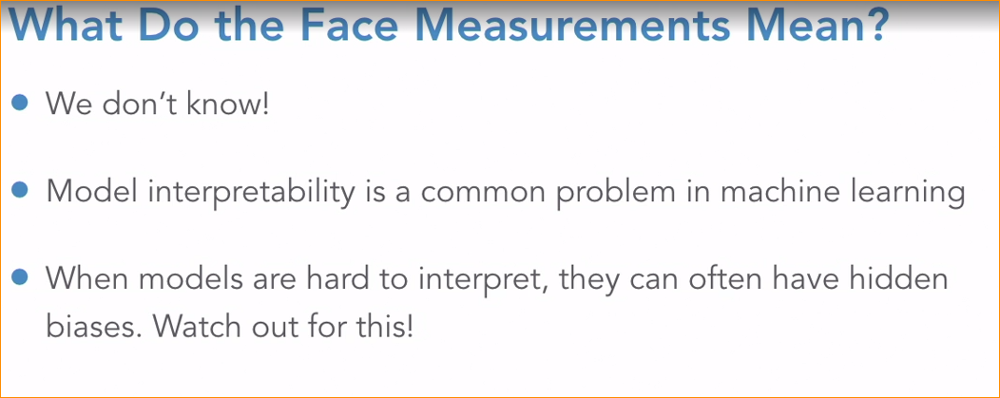 What Do the Face Measurements Mean?
• We don’t know!
• Model interpretability is a common problem in machine learning
• When models are hard to interpret, they can often have hidden
biases. Watch out for this!